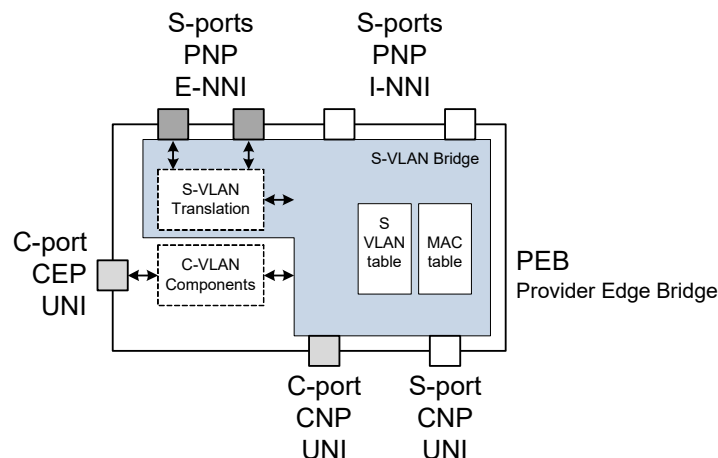 S-ports
PNP
E-NNI
S-ports
PNP
I-NNI
S-VLAN Bridge
S-VLAN
Translation
C-port
CEP
UNI
C-VLAN
Components
S
VLAN
table
MAC
table
PEB
Provider Edge Bridge
C-port
CNP
UNI
S-port
CNP
UNI